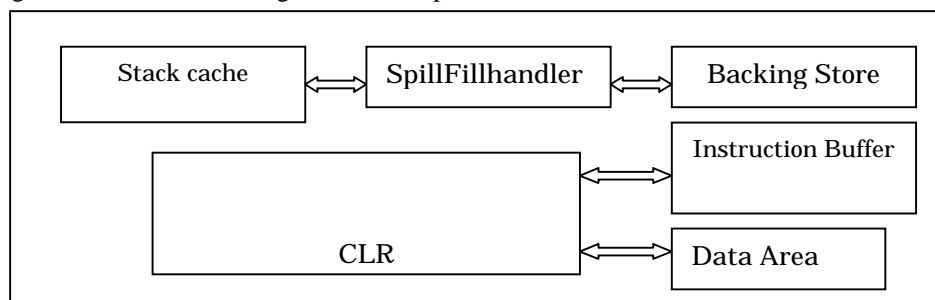 Stack cache
SpillFillhandler
Backing Store
Instruction Buffer
CLR
Data Area